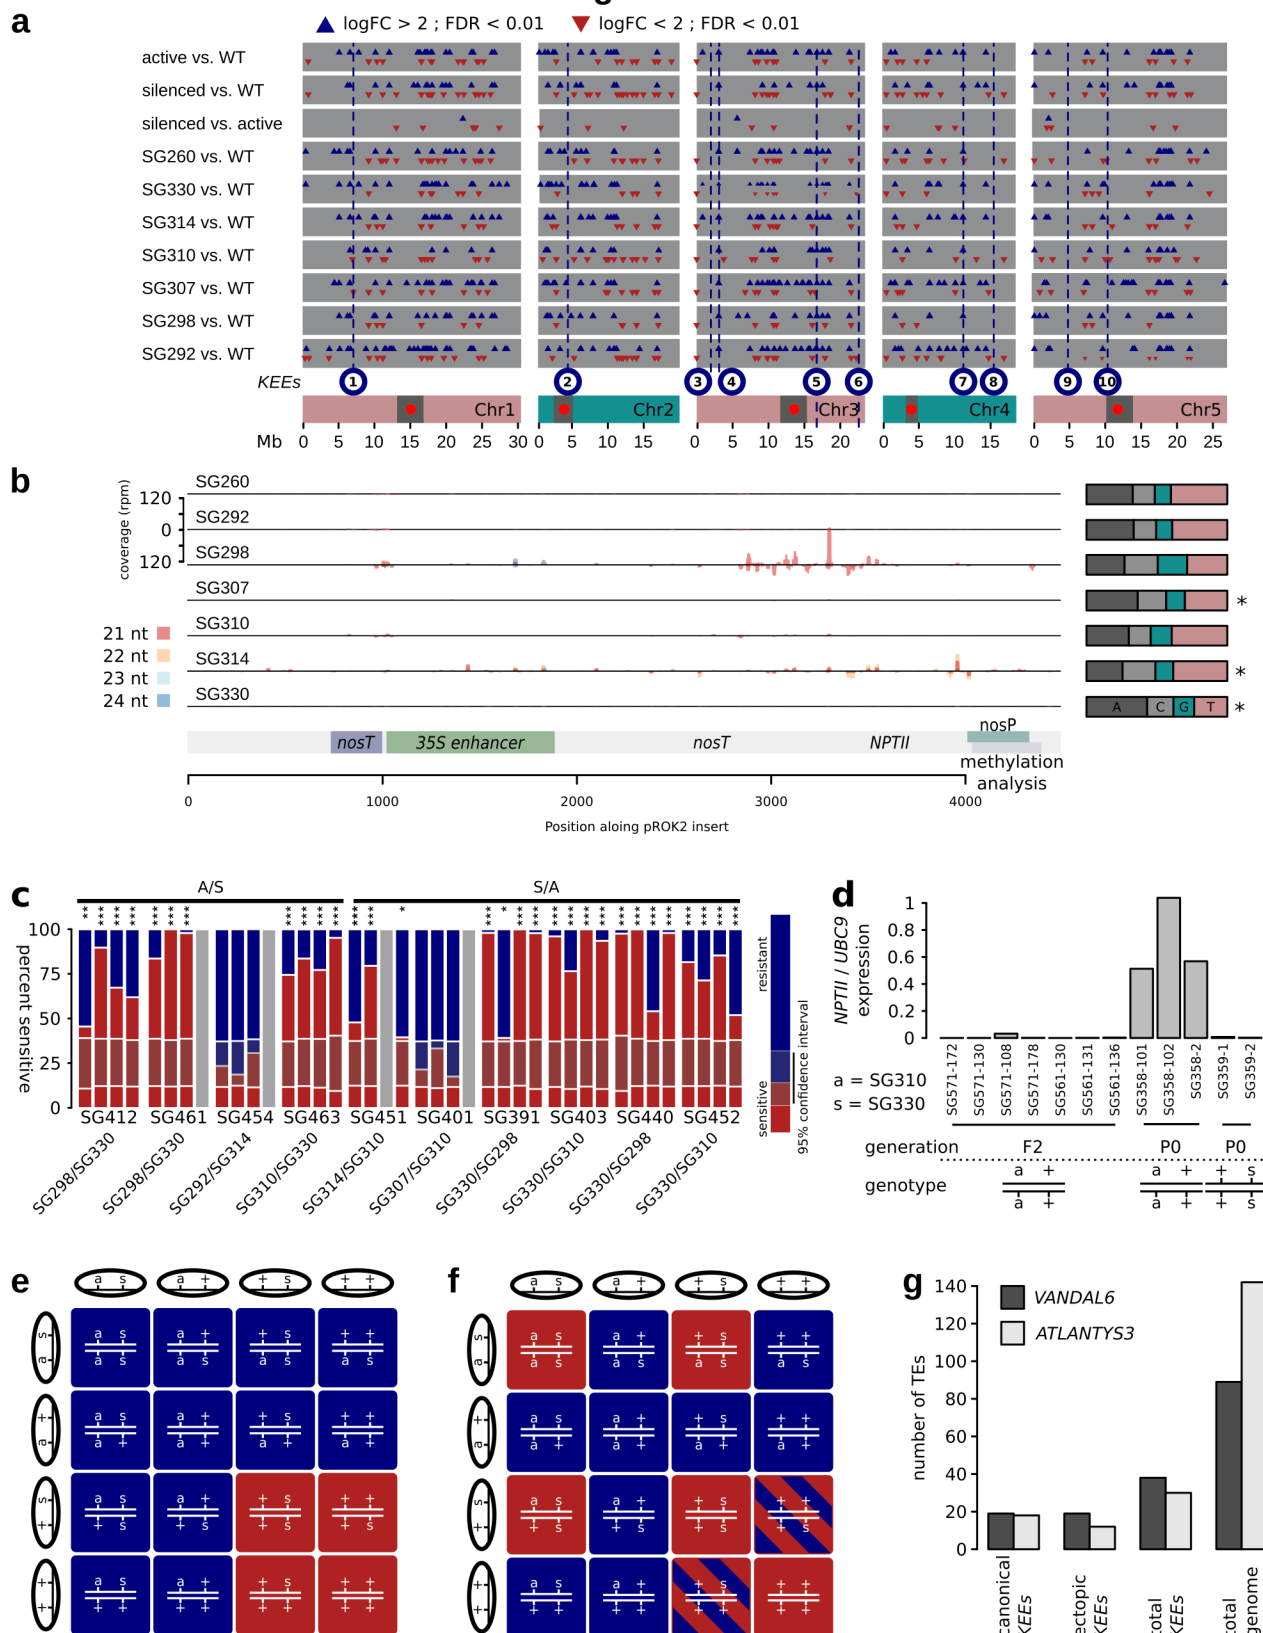 a
logFC > 2 ; FDR < 0.01
logFC < 2 ; FDR < 0.01
active vs. WT
silenced vs. WT
silenced vs. active
SG260 vs. WT
SG330 vs. WT
SG314 vs. WT
SG310 vs. WT
SG307 vs. WT
SG298 vs. WT
SG292 vs. WT
KEEs 1 2 3 4 5 6 7 8 9 10
Chr1 Chr2 Chr3 Chr4 Chr5
Mb 0 5 10 15 20 25 30 0 5 10 15 0 5 10 15 20 0 5 10 15 0 5 10 15 20 25
b
coverage (rpm)
120
0
120
SG260
SG292
SG298
SG307
SG310
SG314
SG330
21 nt
22 nt
23 nt
24 nt
*
*
A C G T *
nosP
nosT 35S enhancer nosT NPTII
methylation
analysis
0 1000 2000 3000 4000
Position aloing pROK2 insert
c
A/S S/A
** *** *** *** *** *** *** *** *** *** *** *** *** * *** * *** *** *** *** *** *** *** *** *** *** *** *** *** ***
percent sensitive
100
75
50
25
0
SG412 SG461 SG454 SG463 SG451 SG401 SG391 SG403 SG440 SG452
SG298/SG330 SG298/SG330 SG292/SG314 SG310/SG330 SG314/SG310 SG307/SG310 SG330/SG298 SG330/SG310 SG330/SG298 SG330/SG310
resistant
sensitive
95% confidence interval
d
NPTII / UBC9
expression
1
0.8
0.6
0.4
0.2
0
a = SG310
s = SG330
SG571-172 SG571-130 SG571-108 SG571-178 SG561-130 SG561-131 SG561-136 SG358-101 SG358-102 SG358-2 SG359-1 SG359-2
generation F2 P0 P0
a + a + + s
genotype
a + a + + s
e
a s a + + s + +
a s
a s a + + s + +
a s a s a s a s
a +
a s a + + s + +
a + a + a + a +
+ s
a s a + + s + +
+ s + s + s + s
+ +
a s a + + s + +
+ + + + + + + +
f
a s a + + s + +
a s
a s a + + s + +
a s a s a s a s
a +
a s a + + s + +
a + a + a + a +
+ s
a s a + + s + +
+ s + s + s + s
+ +
a s a + + s + +
+ + + + + + + +
g
VANDAL6
ATLANTYS3
number of TEs
140
120
100
80
60
40
20
0
canonical
KEEs
ectopic
KEEs
total
KEEs
total
genome